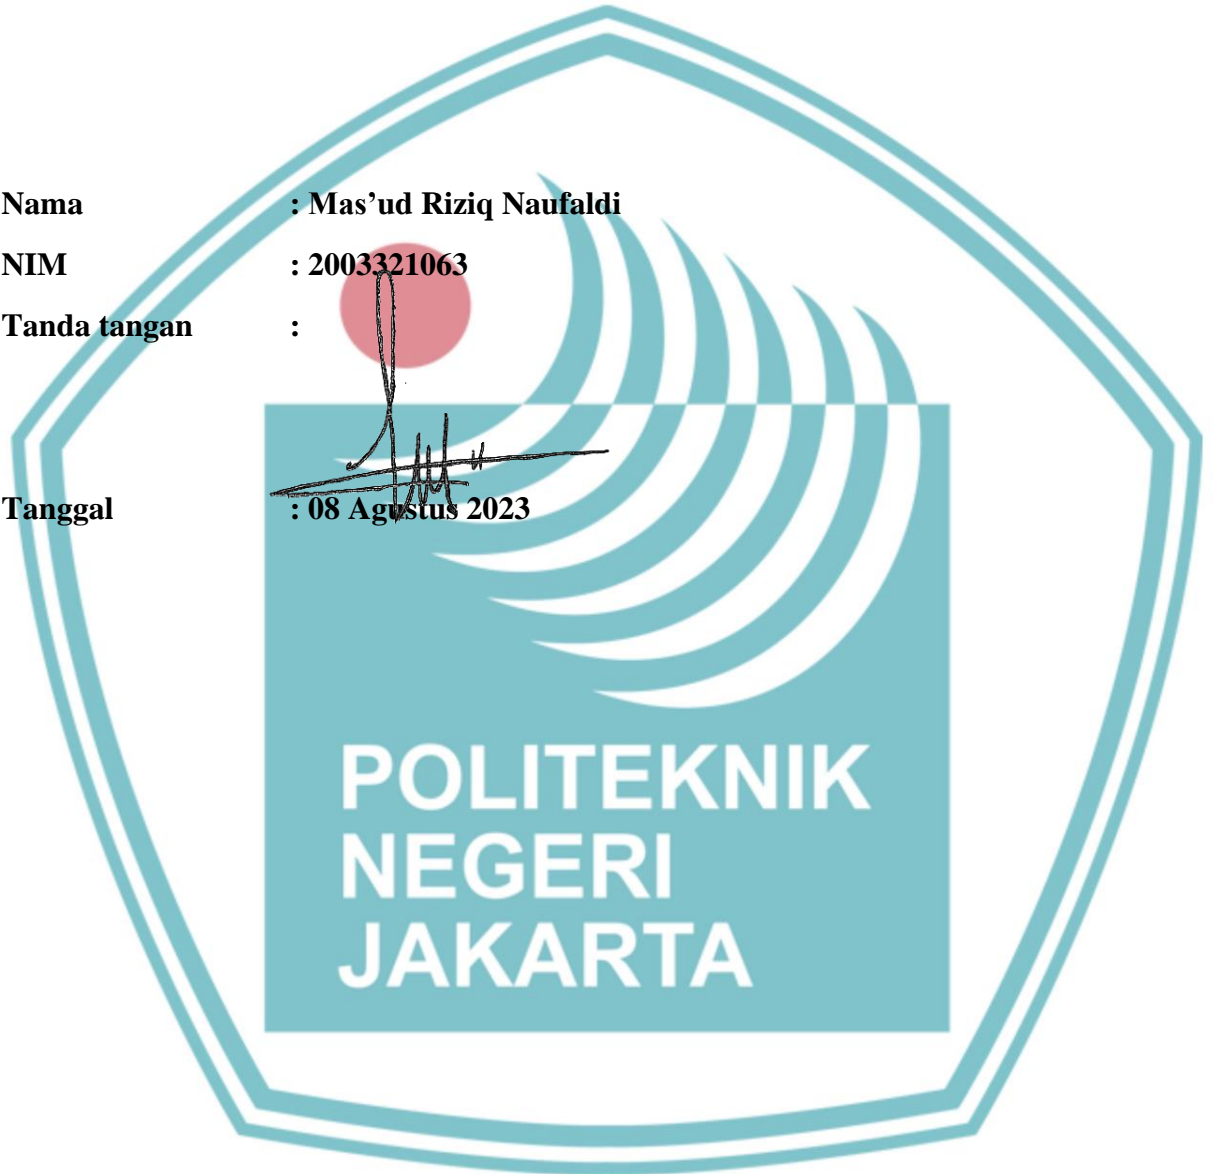 Nama : Mas’ud Riziq Naufaldi
NIM : 2003321063
Tanda tangan :
Tanggal : 08 Agustus 2023
POLITEKNIK
NEGERI
JAKARTA